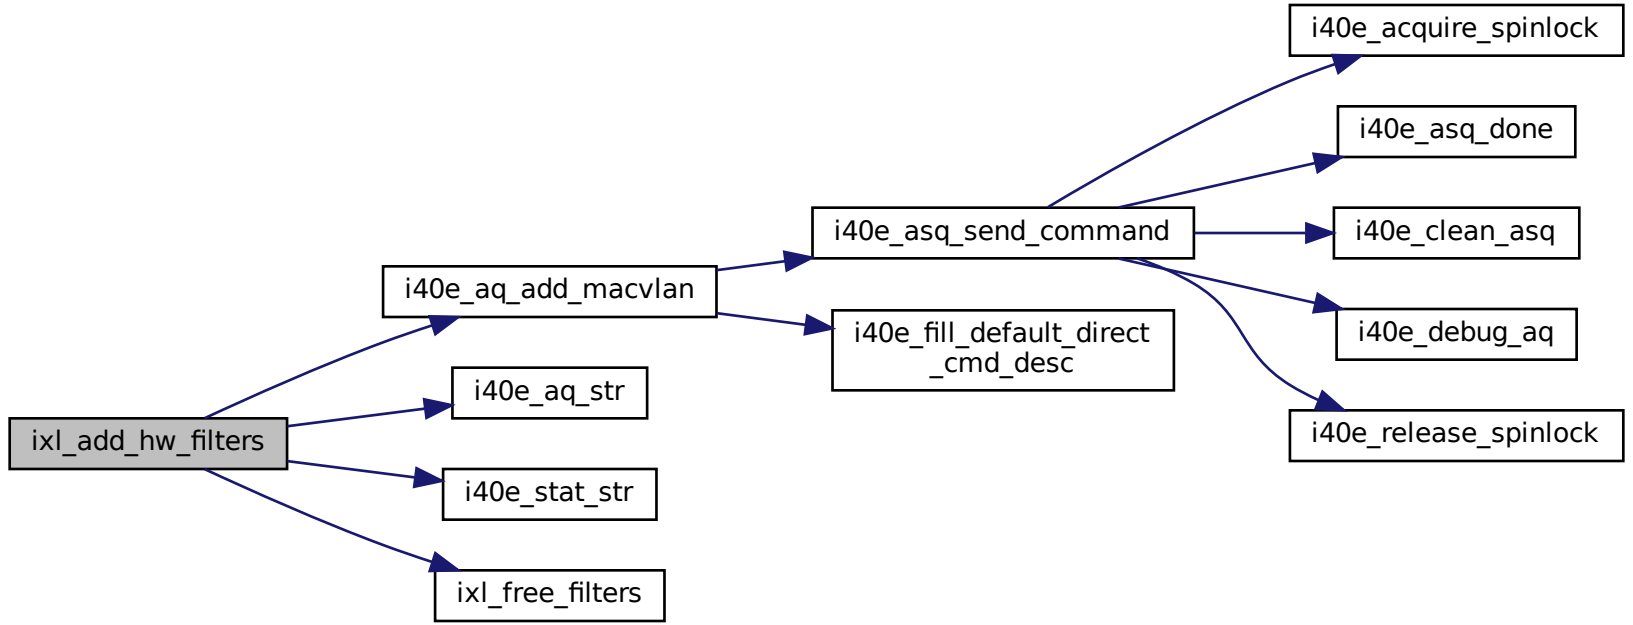 i40e_acquire_spinlock
i40e_asq_done
i40e_asq_send_command
i40e_clean_asq
i40e_aq_add_macvlan
i40e_fill_default_direct
_cmd_desc
i40e_debug_aq
i40e_aq_str
ixl_add_hw_filters
i40e_release_spinlock
i40e_stat_str
ixl_free_filters